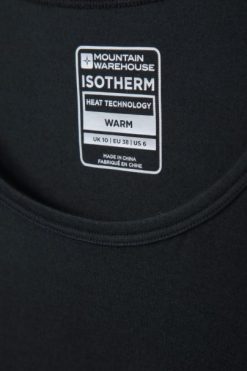 MOUNTAIN
WAREHOUSE
ISOTHERM
HEAT TECHNOLOGY
WARM
UK 10 | EU 38 | US 6
MADE IN CHINA
FABRIQUÉ EN CHINE